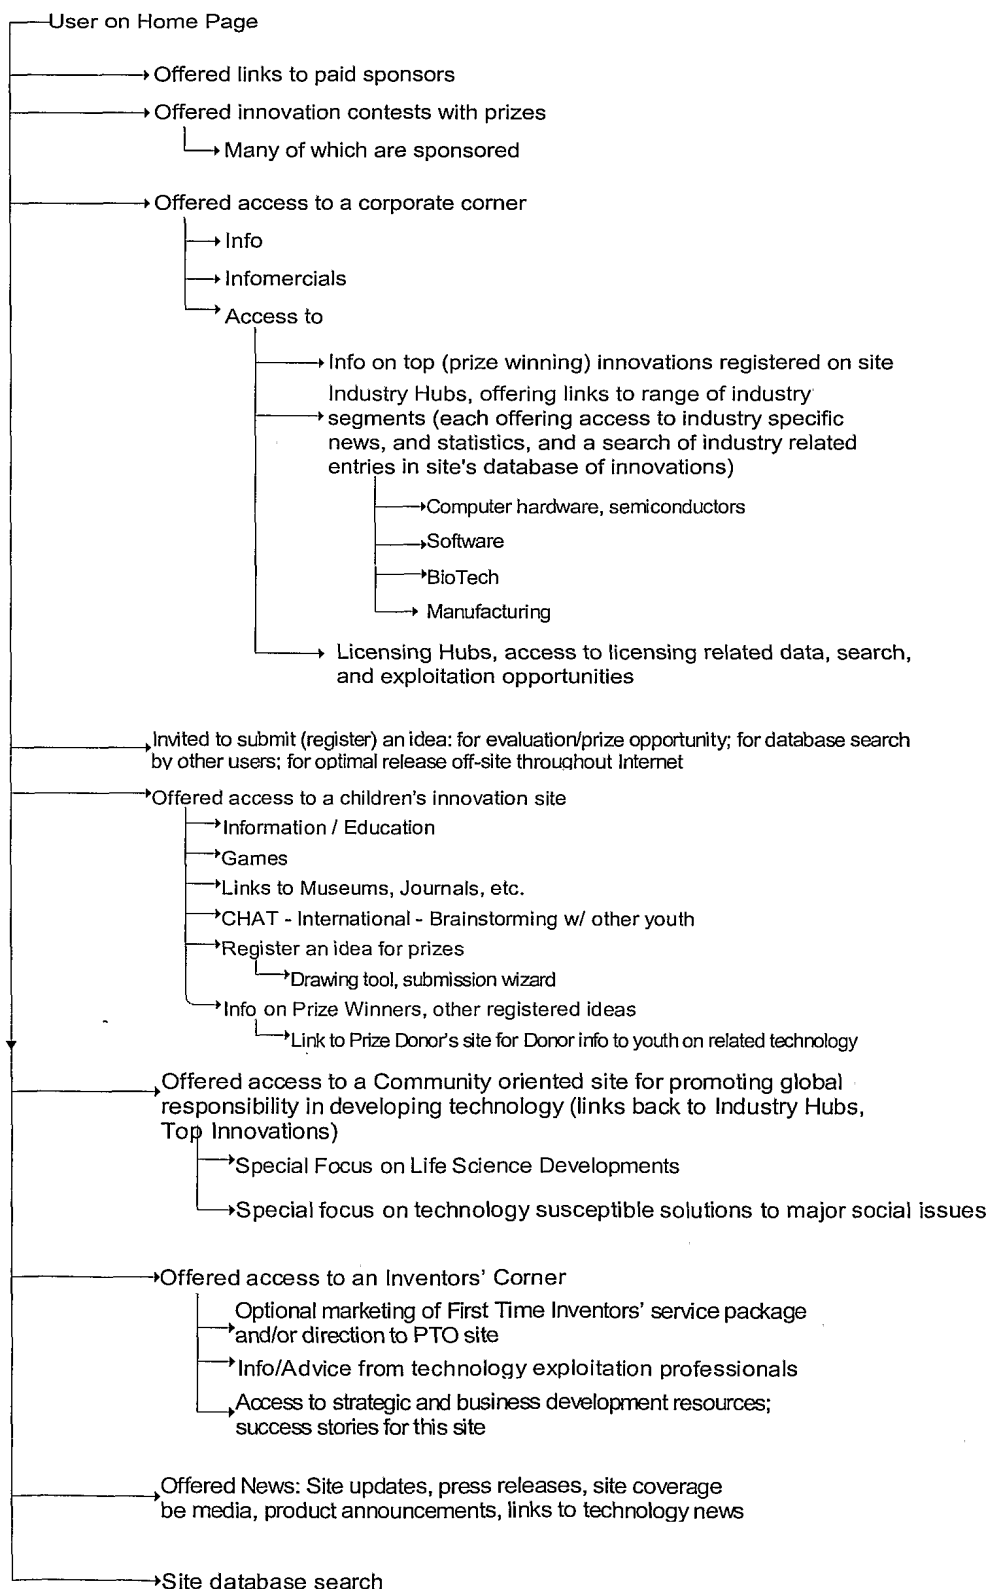 User on Home Page
Offered links to paid sponsors
Offered innovation contests with prizes
Many of which are sponsored
Offered access to a corporate corner
Info
Infomercials
Access to
Info on top (prize winning) innovations registered on site
Industry Hubs, offering links to range of industry
segments (each offering access to industry specific
news, and statistics, and a search of industry related
entries in site's database of innovations)
Computer hardware, semiconductors
Software
BioTech
Manufacturing
Licensing Hubs, access to licensing related data, search,
and exploitation opportunities
Invited to submit (register) an idea: for evaluation/prize opportunity; for database search
by other users; for optimal release off-site throughout Internet
Offered access to a children's innovation site
Information / Education
Games
Links to Museums, Journals, etc.
CHAT - International - Brainstorming w/ other youth
Register an idea for prizes
Drawing tool, submission wizard
Info on Prize Winners, other registered ideas
Link to Prize Donor's site for Donor info to youth on related technology
Offered access to a Community oriented site for promoting global
responsibility in developing technology (links back to Industry Hubs,
Top Innovations)
Special Focus on Life Science Developments
Special focus on technology susceptible solutions to major social issues
Offered access to an Inventors' Corner
Optional marketing of First Time Inventors' service package
and/or direction to PTO site
Info/Advice from technology exploitation professionals
Access to strategic and business development resources;
success stories for this site
Offered News: Site updates, press releases, site coverage
be media, product announcements, links to technology news
Site database search